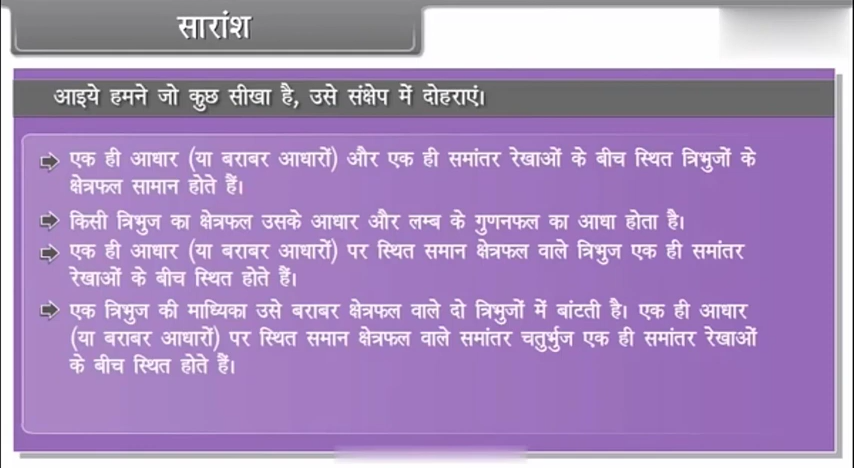 सारांश
आइये हमने जो कुछ सीखा है, उसे संक्षेप में दोहराएं।
एक ही आधार (या बराबर आधारों) और एक ही समांतर रेखाओं के बीच स्थित त्रिभुजों के
क्षेत्रफल सामान होते हैं।
किसी त्रिभुज का क्षेत्रफल उसके आधार और लम्ब के गुणनफल का आधा होता है।
एक ही आधार (या बराबर आधारों) पर स्थित समान क्षेत्रफल वाले त्रिभुज एक ही समांतर
रेखाओं के बीच स्थित होते हैं।
एक त्रिभुज की माध्यिका उसे बराबर क्षेत्रफल वाले दो त्रिभुजों में बांटती है। एक ही आधार
(या बराबर आधारों) पर स्थित समान क्षेत्रफल वाले समांतर चतुर्भुज एक ही समांतर रेखाओं
के बीच स्थित होते हैं।